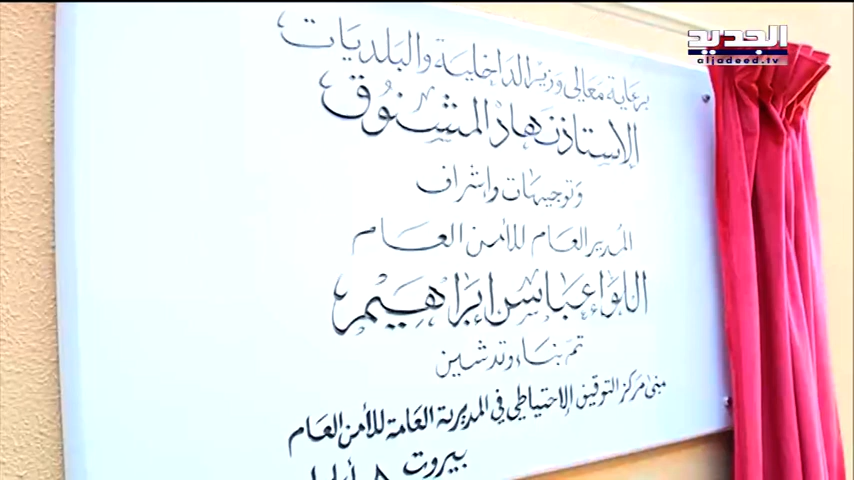 الجديد
aljadeed.tv
برعاية معالي وزير الداخلية والبلديات
الاستاذ نهاد المشنوق
وتوجيهات واشراف
المدير العام للأمن العام
اللواء عباس ابراهيم
تم بناء وتدشين
مبنى مركز التوقيف الاحتياطي في المديرية العامة للأمن العام
بيروت